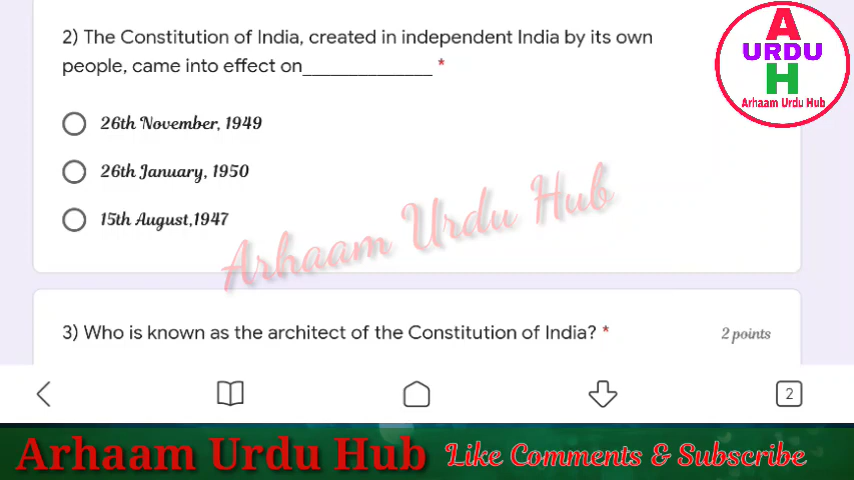 2) The Constitution of India, created in independent India by its own
people, came into effect on______________ *
26th November, 1949
26th January, 1950
15th August,1947
Arhaam Urdu Hub
3) Who is known as the architect of the Constitution of India? *
2 points
2
A
URDU
H
Arhaam Urdu Hub
Arhaam Urdu Hub
Like Comments & Subscribe